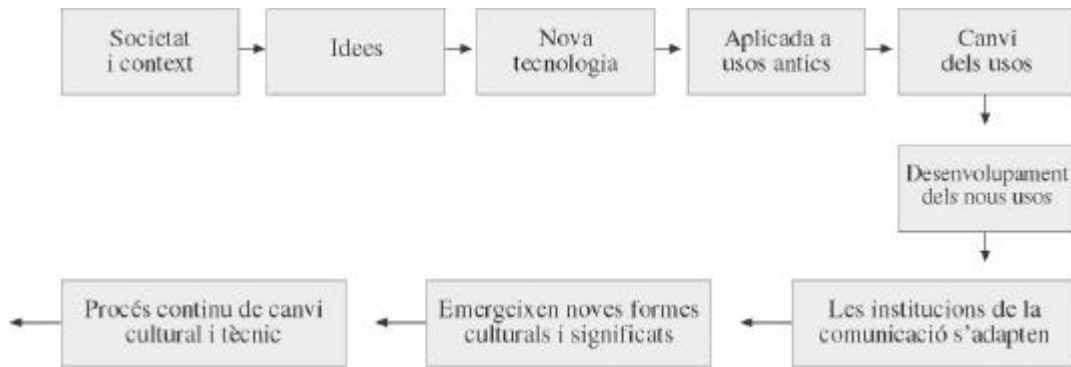 Societat
i context
Idees
Nova
tecnologia
Aplicada a
usos antics
Canvi
dels usos
Desenvolupament
dels nous usos
Les institucions de la
comunicació s'adapten
Emergeixen noves formes
culturals i significats
Procés continu de canvi
cultural i tècnic